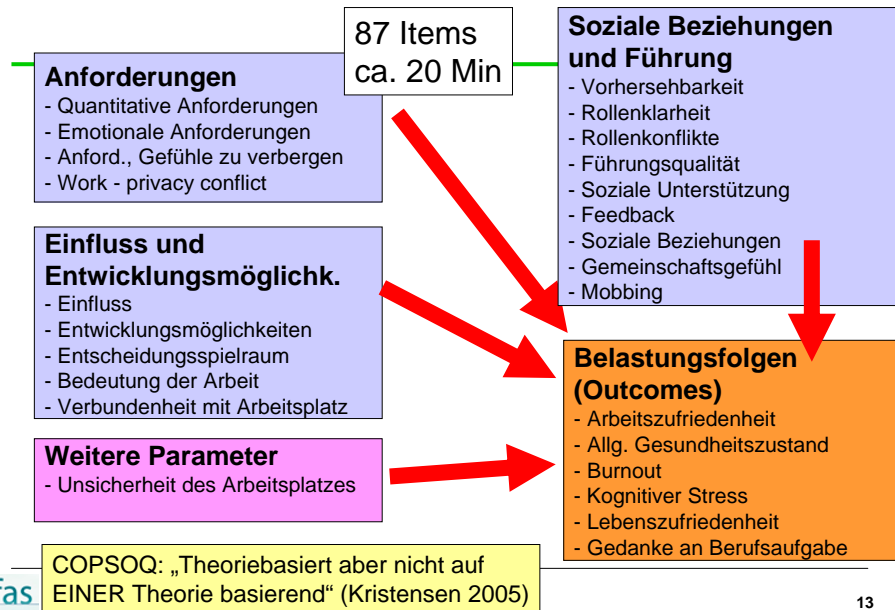 87 Items
ca. 20 Min
Anforderungen
- Quantitative Anforderungen
- Emotionale Anforderungen
- Anford., Gefühle zu verbergen
- Work - privacy conflict
Einfluss und
Entwicklungsmöglichk.
- Einfluss
- Entwicklungsmöglichkeiten
- Entscheidungsspielraum
- Bedeutung der Arbeit
- Verbundenheit mit Arbeitsplatz
Weitere Parameter
- Unsicherheit des Arbeitsplatzes
Soziale Beziehungen
und Führung
- Vorhersehbarkeit
- Rollenklarheit
- Rollenkonflikte
- Führungsqualität
- Soziale Unterstützung
- Feedback
- Soziale Beziehungen
- Gemeinschaftsgefühl
- Mobbing
Belastungsfolgen
(Outcomes)
- Arbeitszufriedenheit
- Allg. Gesundheitszustand
- Burnout
- Kognitiver Stress
- Lebenszufriedenheit
- Gedanke an Berufsaufgabe
COPSOQ: „Theoriebasiert aber nicht auf
EINER Theorie basierend“ (Kristensen 2005)
13